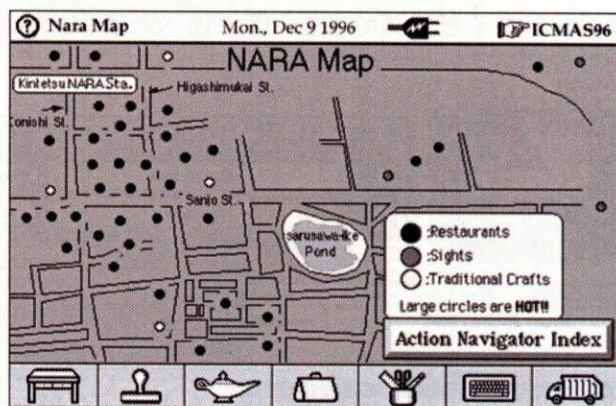 ? Nara Map Mon., Dec 9 1996 ICMAS96
NARA Map
Kintetsu NARA Sta.
Higashimukai St.
Konishi St.
Sanjo St.
sarusawa-ike
Pond
:Restaurants
:Sights
:Traditional Crafts
Large circles are HOT!!
Action Navigator Index